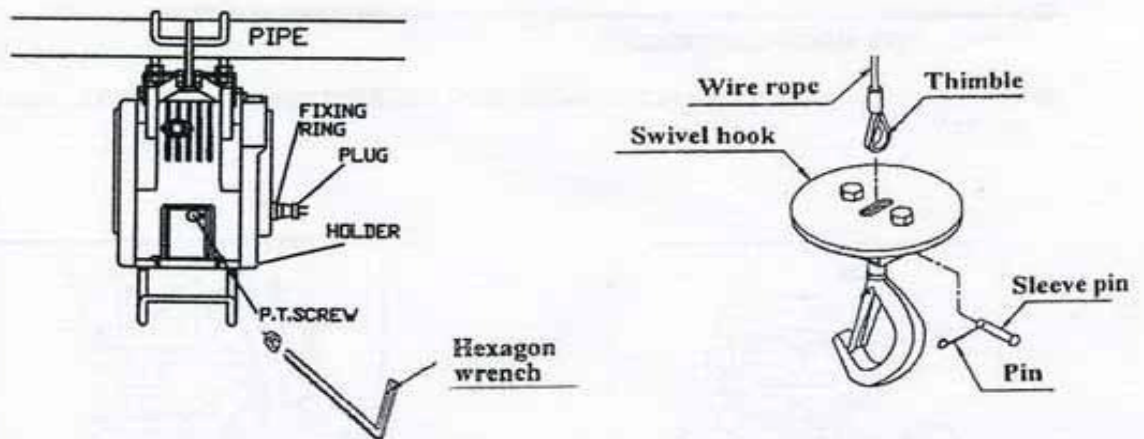 PIPE
FIXING
RING
PLUG
HOLDER
P.T.SCREW
Hexagon
wrench
Wire rope
Thimble
Swivel hook
Sleeve pin
Pin